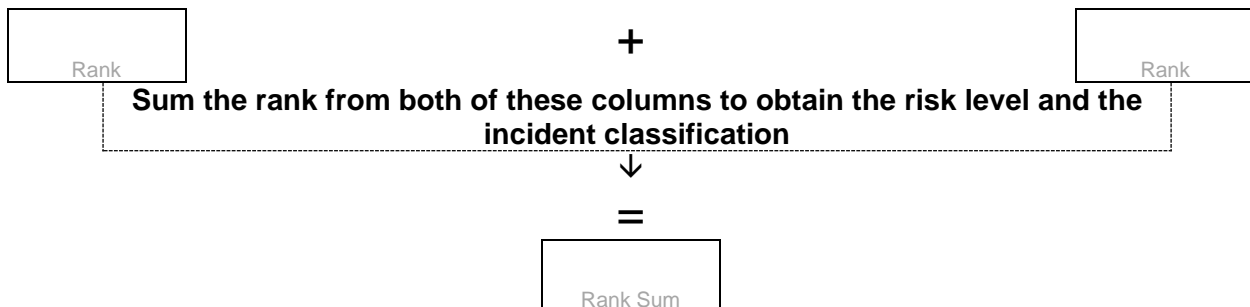 +
Rank
Rank
Sum the rank from both of these columns to obtain the risk level and the
incident classification
↓
=
Rank Sum